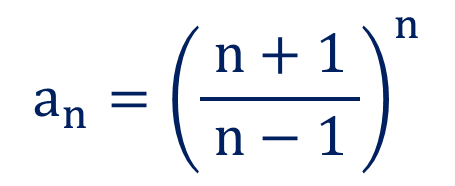 aₙ = ((n + 1)/(n − 1))ⁿ